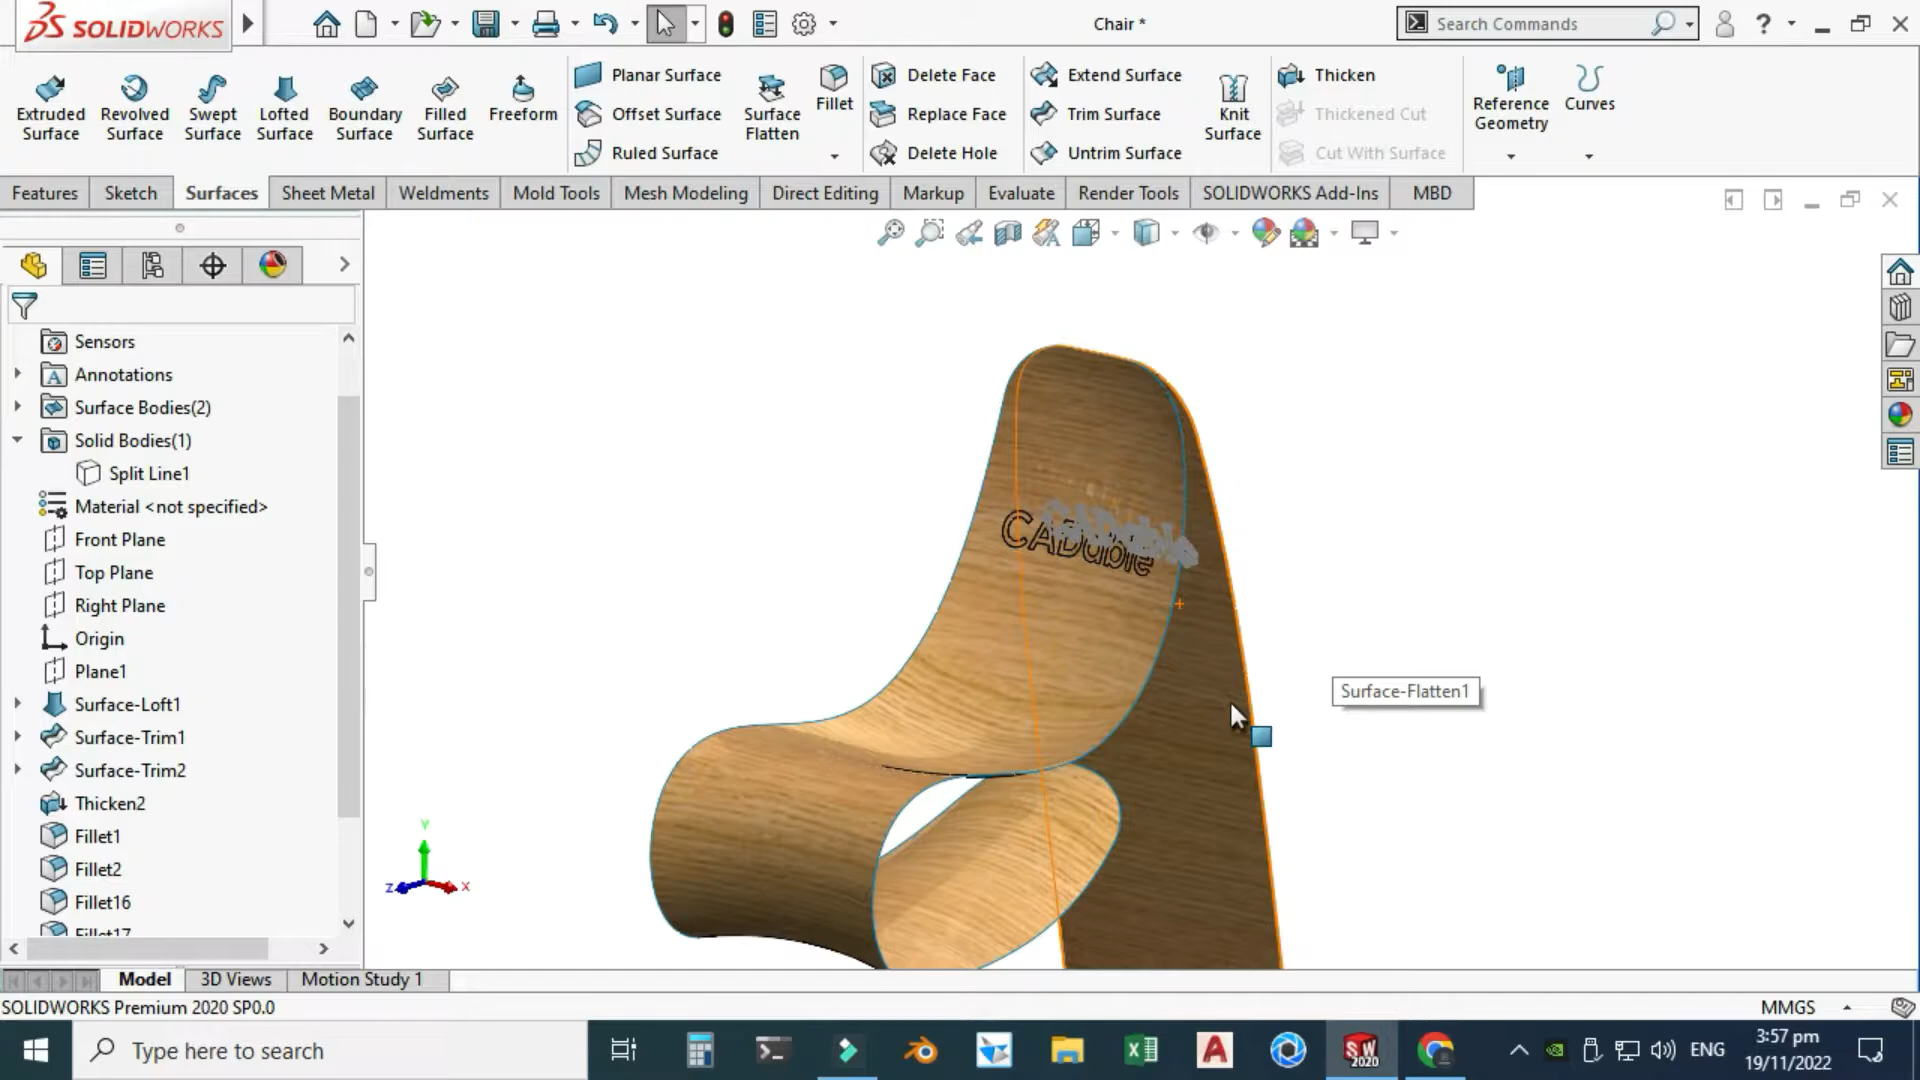 SOLIDWORKS
Chair *
Search Commands
Extruded Surface
Revolved Surface
Swept Surface
Lofted Surface
Boundary Surface
Filled Surface
Freeform
Planar Surface
Offset Surface
Ruled Surface
Surface Flatten
Fillet
Delete Face
Replace Face
Delete Hole
Extend Surface
Trim Surface
Untrim Surface
Knit Surface
Thicken
Thickened Cut
Cut With Surface
Reference Geometry
Curves
Features
Sketch
Surfaces
Sheet Metal
Weldments
Mold Tools
Mesh Modeling
Direct Editing
Markup
Evaluate
Render Tools
SOLIDWORKS Add-Ins
MBD
Sensors
Annotations
Surface Bodies(2)
Solid Bodies(1)
Split Line1
Material <not specified>
Front Plane
Top Plane
Right Plane
Origin
Plane1
Surface-Loft1
Surface-Trim1
Surface-Trim2
Thicken2
Fillet1
Fillet2
Fillet16
Fillet17
CADable
Surface-Flatten1
Y
Z
X
Model
3D Views
Motion Study 1
SOLIDWORKS Premium 2020 SP0.0
MMGS
Type here to search
SW
2020
ENG
3:57 pm
19/11/2022